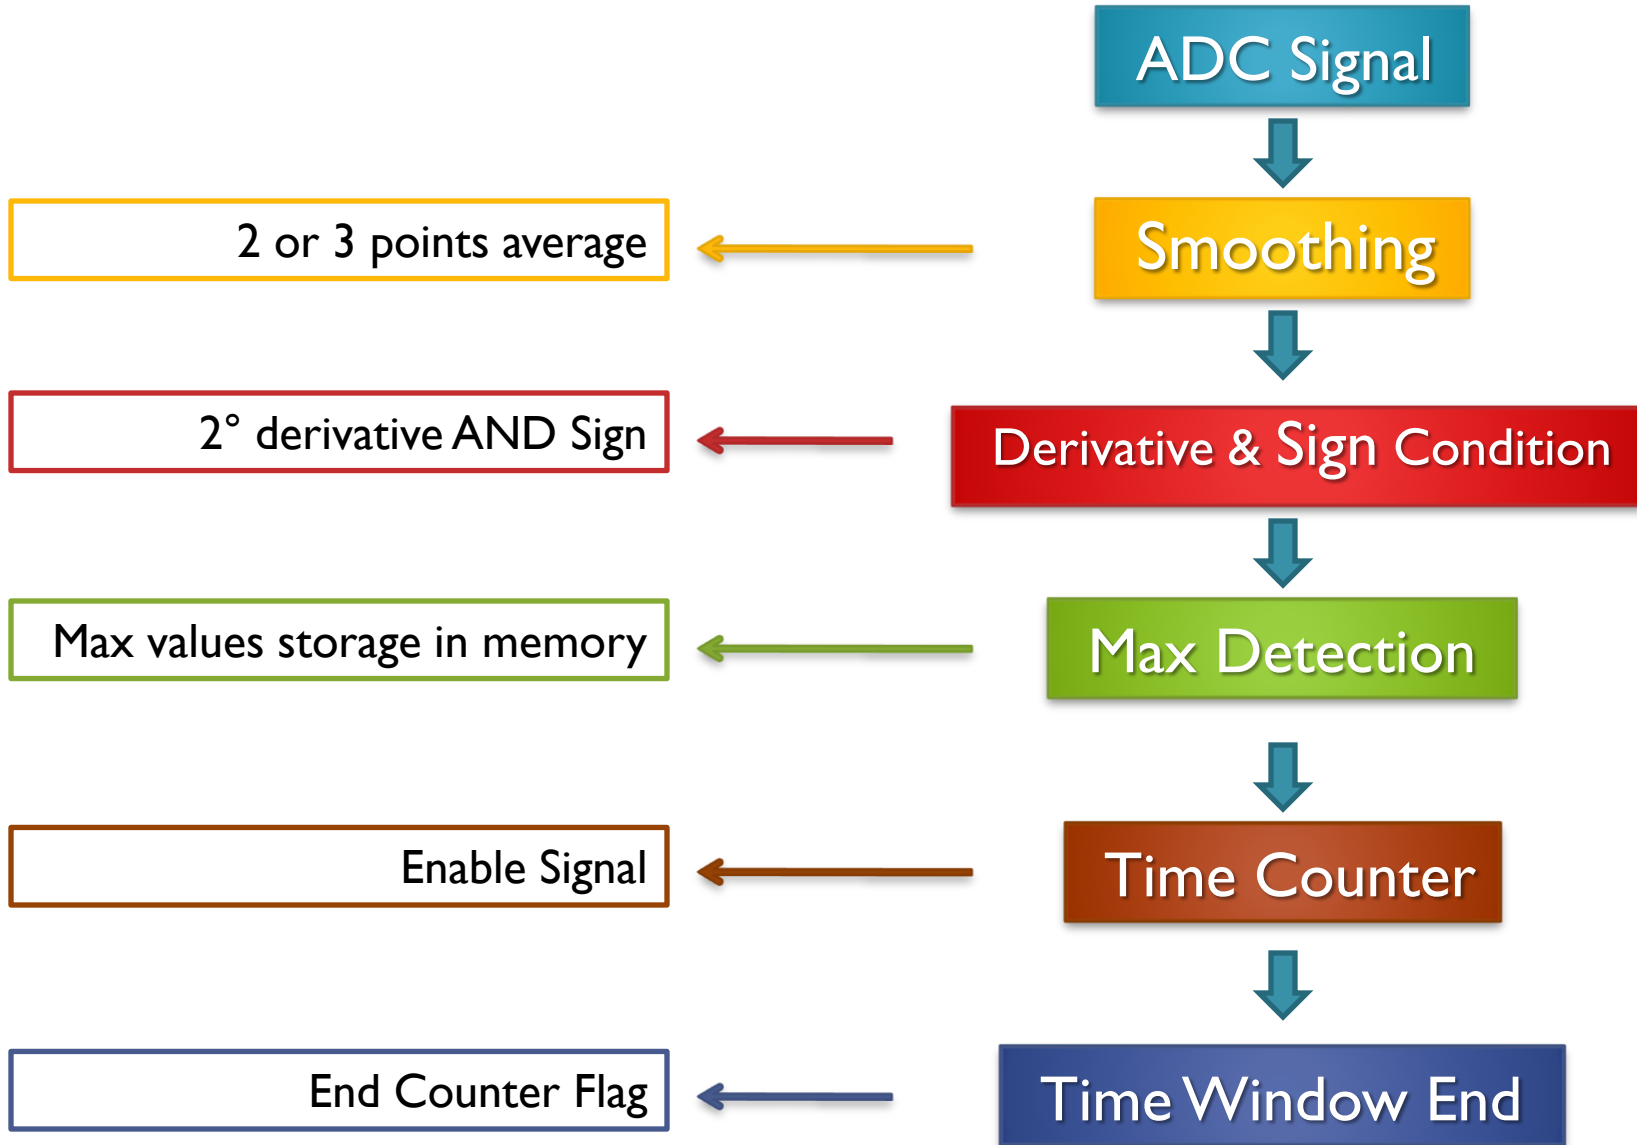 ADC Signal
2 or 3 points average
Smoothing
2° derivative AND Sign
Derivative & Sign Condition
Max values storage in memory
Max Detection
Enable Signal
Time Counter
End Counter Flag
Time Window End